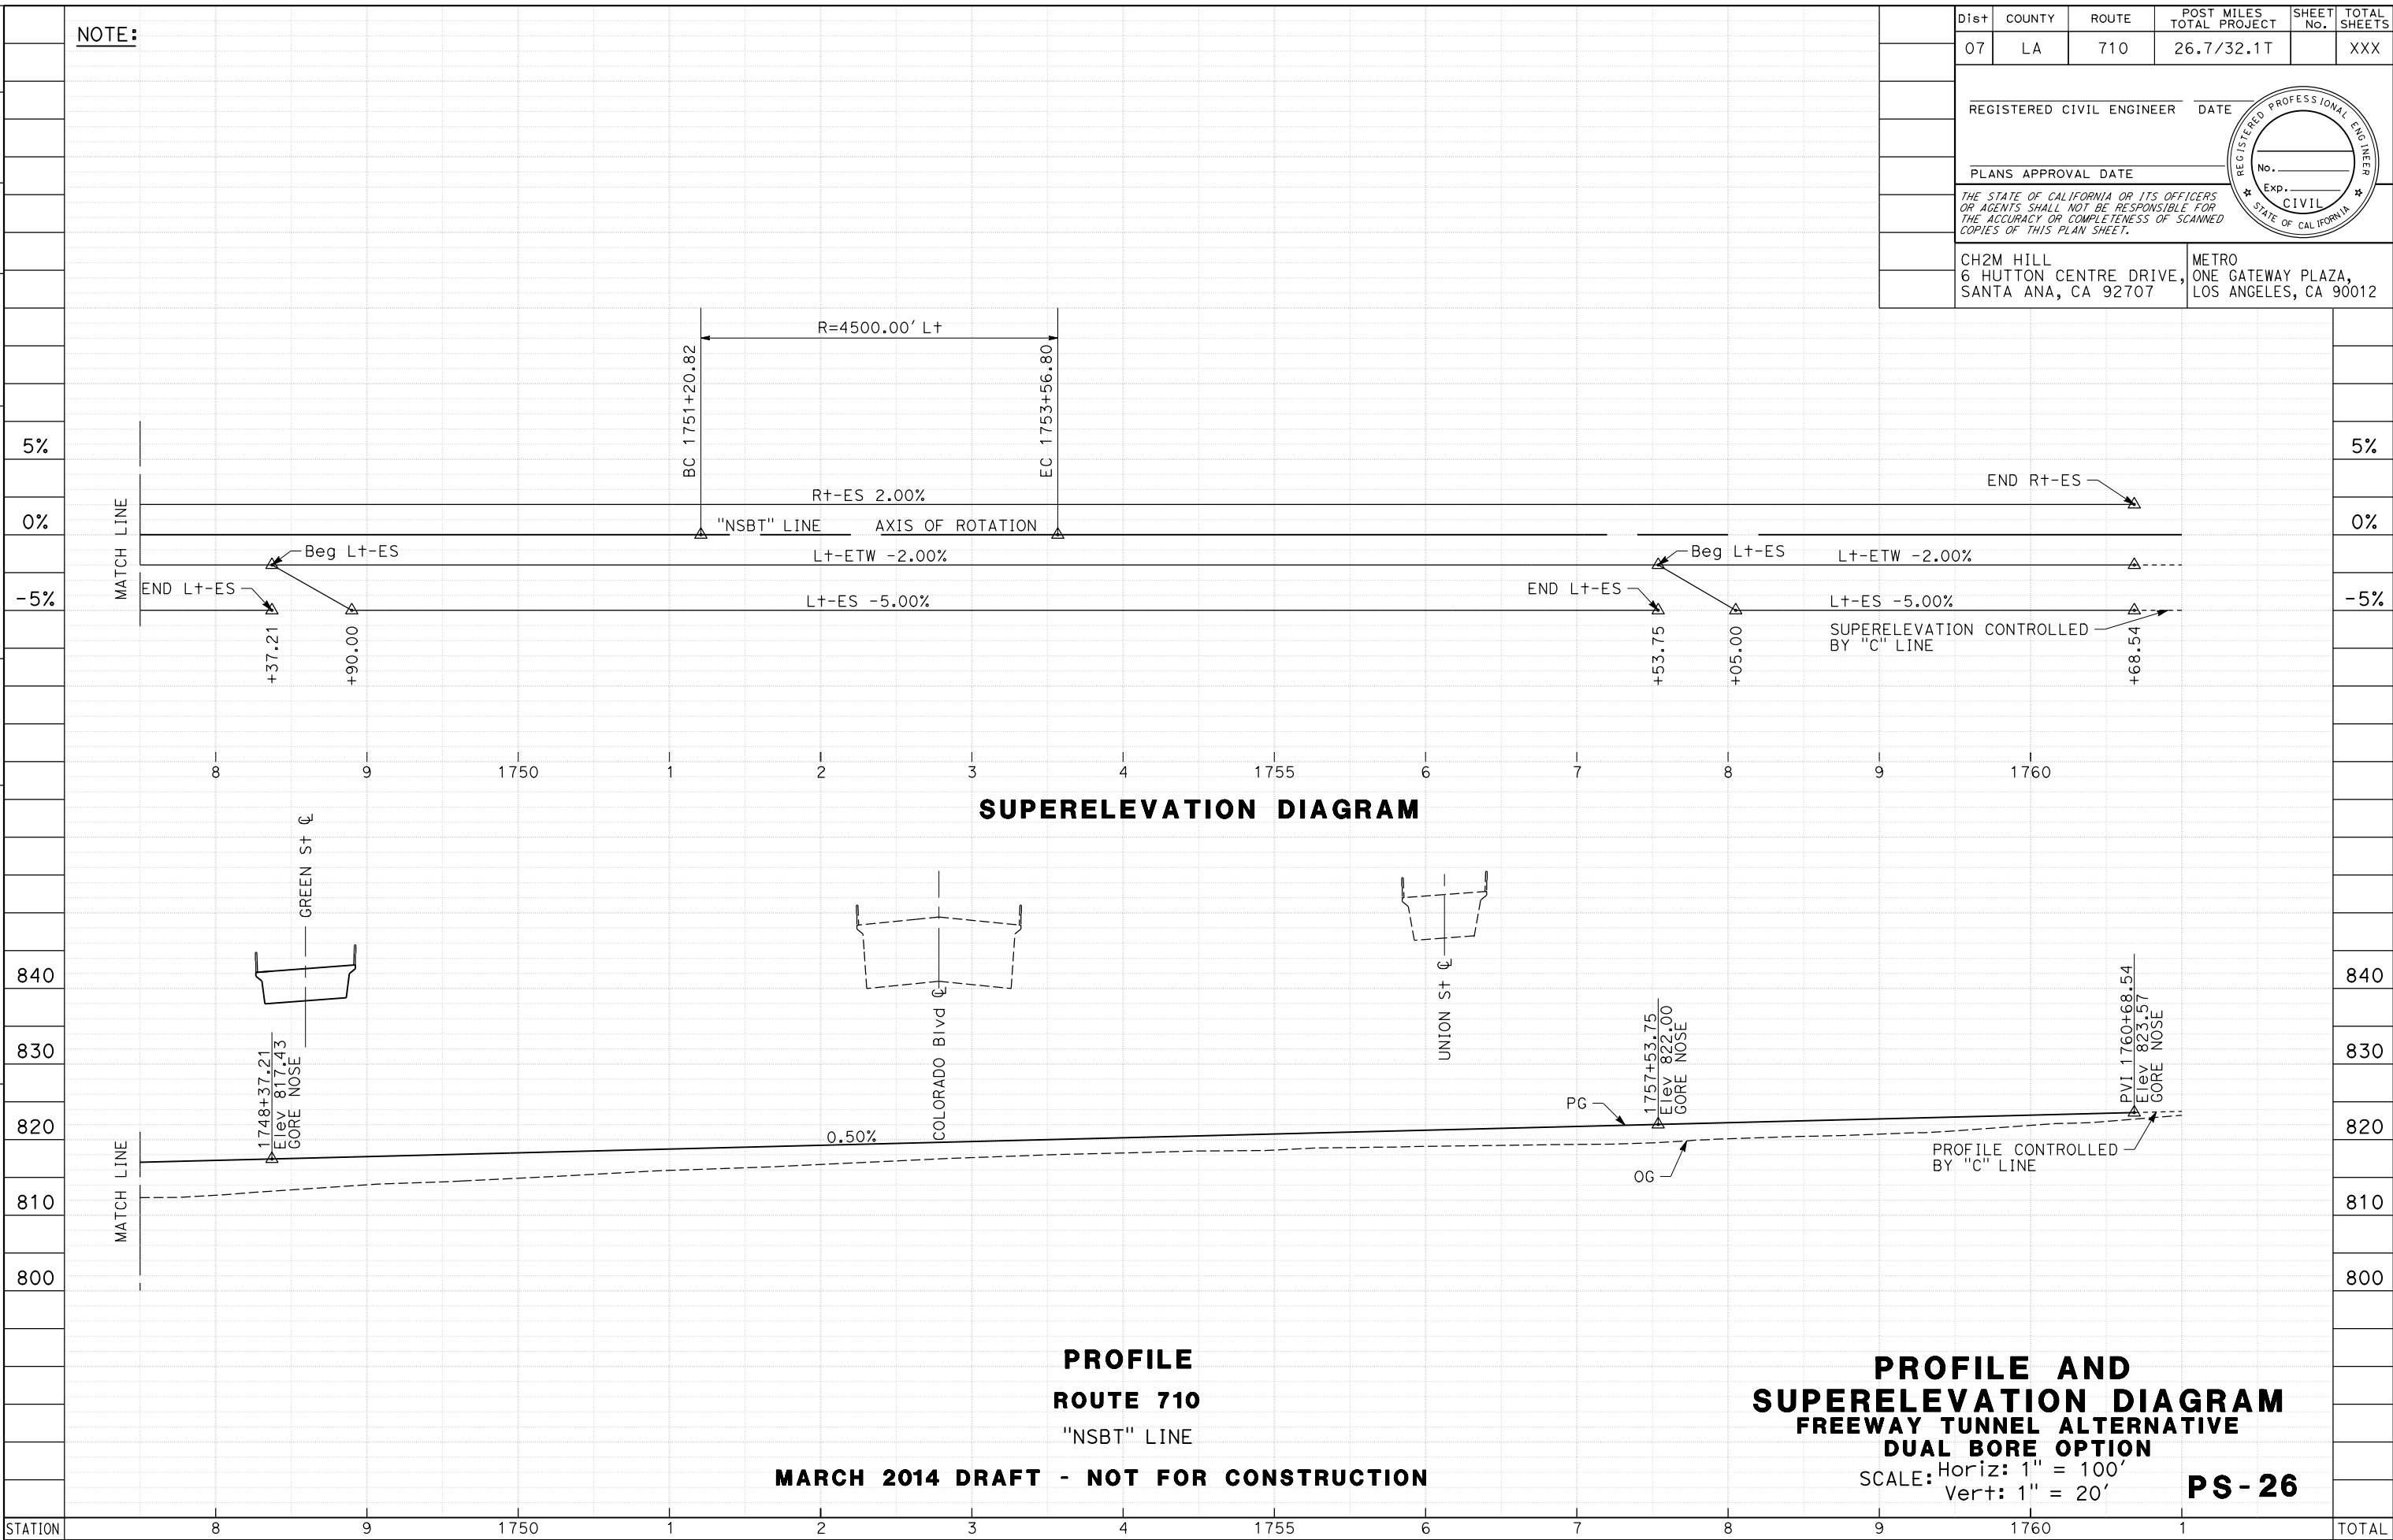 NOTE:
Dist COUNTY ROUTE POST MILES TOTAL PROJECT SHEET No. TOTAL SHEETS
07 LA 710 26.7/32.1T XXX
REGISTERED CIVIL ENGINEER DATE
PLANS APPROVAL DATE
REGISTERED PROFESSIONAL ENGINEER
No.
Exp.
CIVIL
STATE OF CALIFORNIA
THE STATE OF CALIFORNIA OR ITS OFFICERS
OR AGENTS SHALL NOT BE RESPONSIBLE FOR
THE ACCURACY OR COMPLETENESS OF SCANNED
COPIES OF THIS PLAN SHEET.
CH2M HILL
6 HUTTON CENTRE DRIVE,
SANTA ANA, CA 92707
METRO
ONE GATEWAY PLAZA,
LOS ANGELES, CA 90012
R=4500.00' Lt
BC 1751+20.82
EC 1753+56.80
5% 5%
0% 0%
-5% -5%
MATCH LINE
Rt-ES 2.00%
END Rt-ES
"NSBT" LINE AXIS OF ROTATION
Beg Lt-ES
Lt-ETW -2.00%
Beg Lt-ES
Lt-ETW -2.00%
END Lt-ES
Lt-ES -5.00%
END Lt-ES
Lt-ES -5.00%
SUPERELEVATION CONTROLLED
BY "C" LINE
+37.21
+90.00
+53.75
+05.00
+68.54
8 9 1750 1 2 3 4 1755 6 7 8 9 1760
SUPERELEVATION DIAGRAM
GREEN St ℄
COLORADO Blvd ℄
UNION St ℄
840 840
830 830
820 820
810 810
800 800
MATCH LINE
1748+37.21
Elev 817.43
GORE NOSE
0.50%
PG
OG
1757+53.75
Elev 822.00
GORE NOSE
PVI 1760+68.54
Elev 823.57
GORE NOSE
PROFILE CONTROLLED
BY "C" LINE
PROFILE
ROUTE 710
"NSBT" LINE
MARCH 2014 DRAFT - NOT FOR CONSTRUCTION
PROFILE AND
SUPERELEVATION DIAGRAM
FREEWAY TUNNEL ALTERNATIVE
DUAL BORE OPTION
SCALE: Horiz: 1" = 100'
Vert: 1" = 20'
PS-26
STATION 8 9 1750 1 2 3 4 1755 6 7 8 9 1760 1 TOTAL